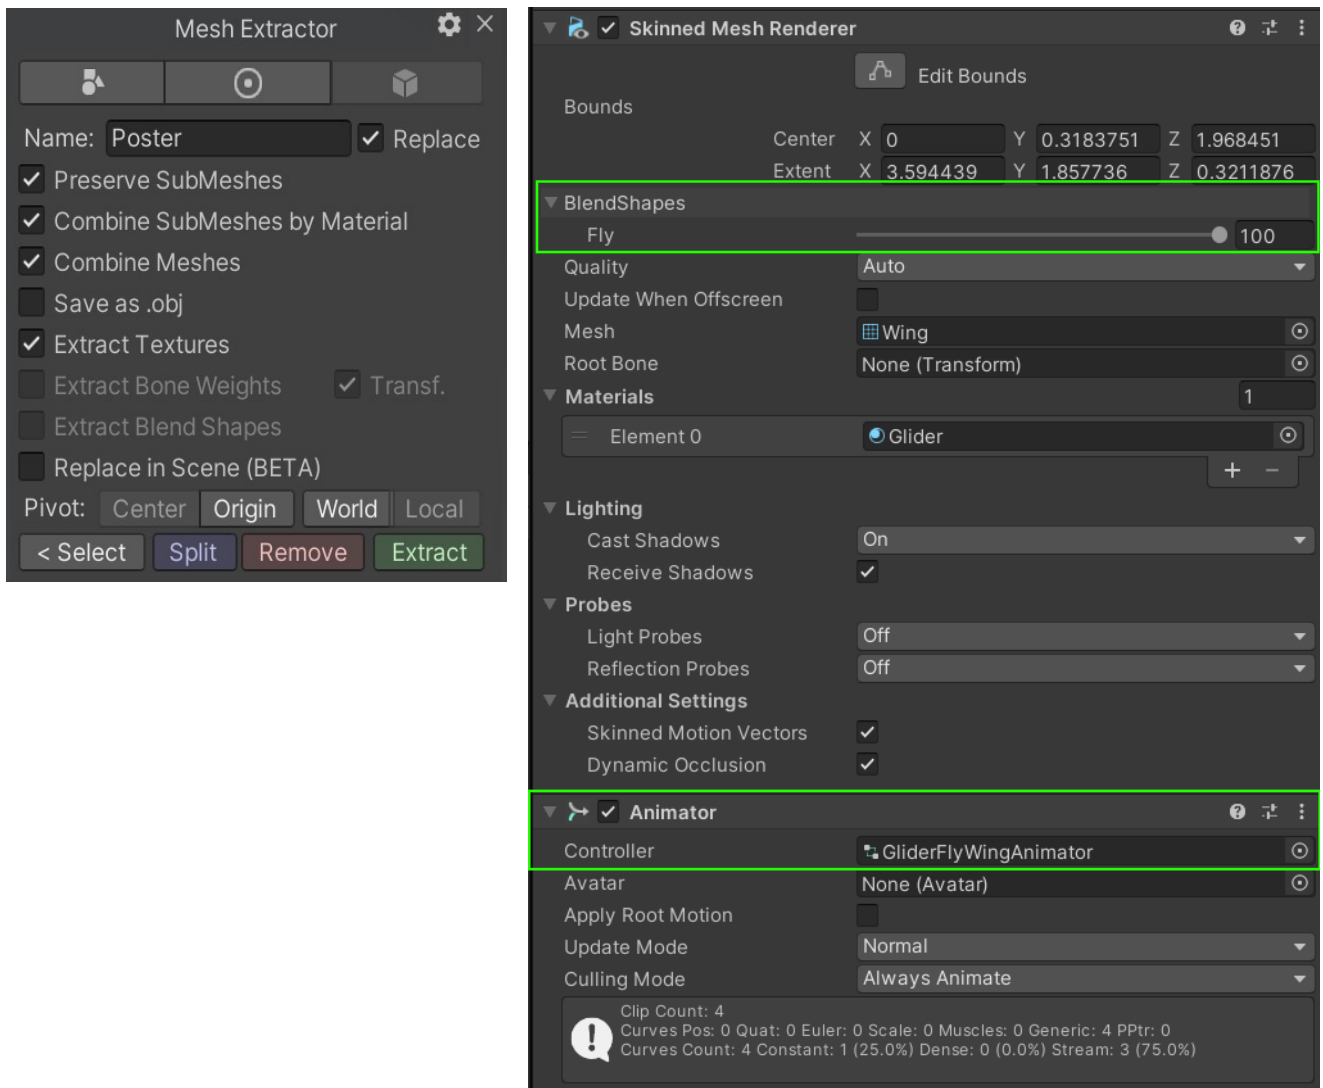 Mesh Extractor
Name: Poster Replace
Preserve SubMeshes
Combine SubMeshes by Material
Combine Meshes
Save as .obj
Extract Textures
Extract Bone Weights Transf.
Extract Blend Shapes
Replace in Scene (BETA)
Pivot: Center Origin World Local
< Select Split Remove Extract
Skinned Mesh Renderer
Edit Bounds
Bounds
Center X 0 Y 0.3183751 Z 1.968451
Extent X 3.594439 Y 1.857736 Z 0.3211876
BlendShapes
Fly 100
Quality Auto
Update When Offscreen
Mesh Wing
Root Bone None (Transform)
Materials 1
Element 0 Glider
+ −
Lighting
Cast Shadows On
Receive Shadows
Probes
Light Probes Off
Reflection Probes Off
Additional Settings
Skinned Motion Vectors
Dynamic Occlusion
Animator
Controller GliderFlyWingAnimator
Avatar None (Avatar)
Apply Root Motion
Update Mode Normal
Culling Mode Always Animate
Clip Count: 4
Curves Pos: 0 Quat: 0 Euler: 0 Scale: 0 Muscles: 0 Generic: 4 PPtr: 0
Curves Count: 4 Constant: 1 (25.0%) Dense: 0 (0.0%) Stream: 3 (75.0%)